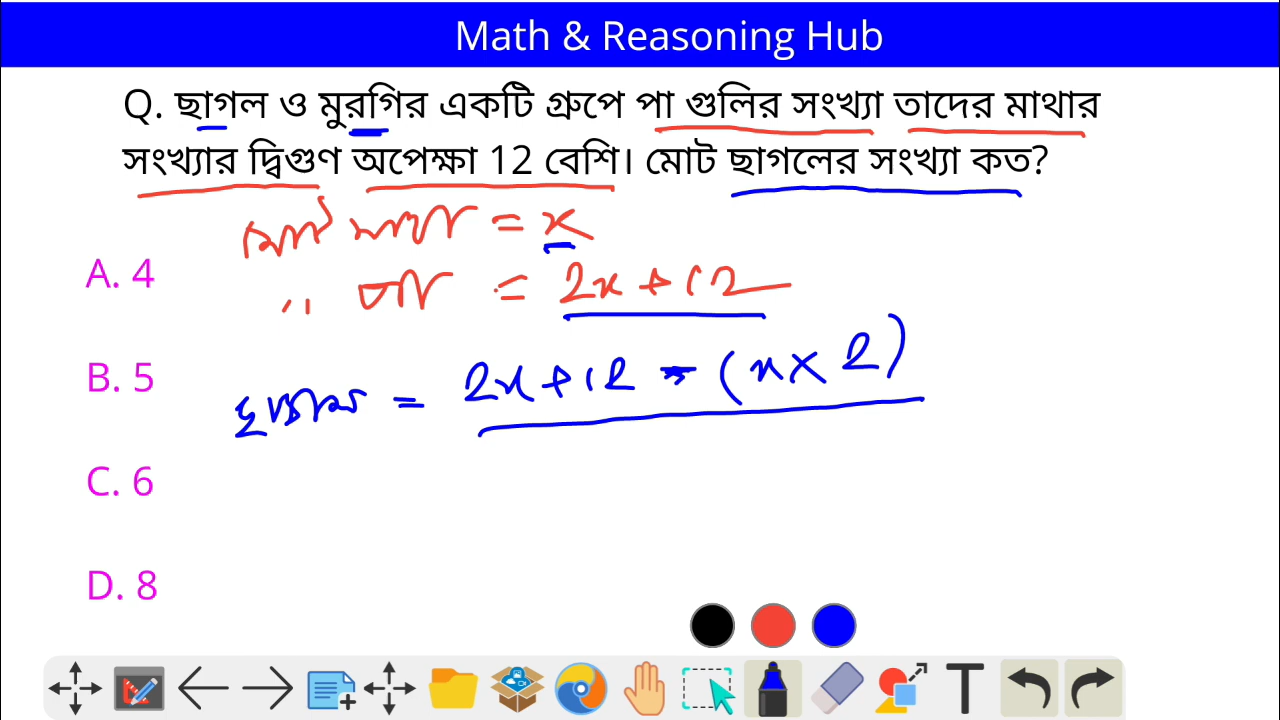 Math & Reasoning Hub
Q. ছাগল ও মুরগির একটি গ্রুপে পা গুলির সংখ্যা তাদের মাথার
সংখ্যার দ্বিগুণ অপেক্ষা 12 বেশি। মোট ছাগলের সংখ্যা কত?
মোট মাথা = x
A. 4
,, পা = 2x + 12
B. 5
= 2x + 12 - (x × 2)
C. 6
D. 8
T